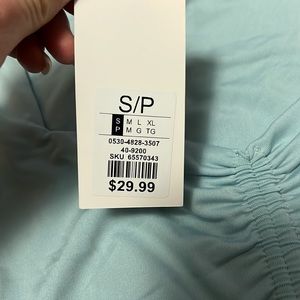 S/P
S M L XL
P M G TG
0530-4828-3507
40-9200
SKU: 65570343
$29.99